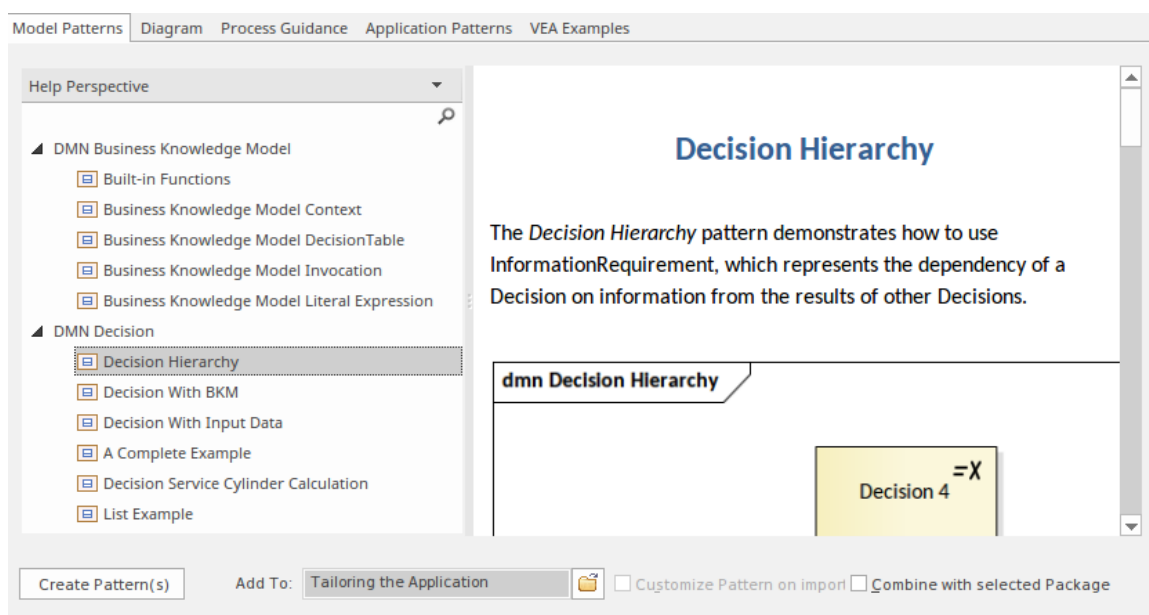 Model Patterns Diagram Process Guidance Application Patterns VEA Examples
Help Perspective
DMN Business Knowledge Model
Built-in Functions
Business Knowledge Model Context
Business Knowledge Model DecisionTable
Business Knowledge Model Invocation
Business Knowledge Model Literal Expression
DMN Decision
Decision Hierarchy
Decision With BKM
Decision With Input Data
A Complete Example
Decision Service Cylinder Calculation
List Example
Decision Hierarchy
The Decision Hierarchy pattern demonstrates how to use
InformationRequirement, which represents the dependency of a
Decision on information from the results of other Decisions.
dmn Decision Hierarchy
=X
Decision 4
Create Pattern(s) Add To: Tailoring the Application Customize Pattern on import Combine with selected Package